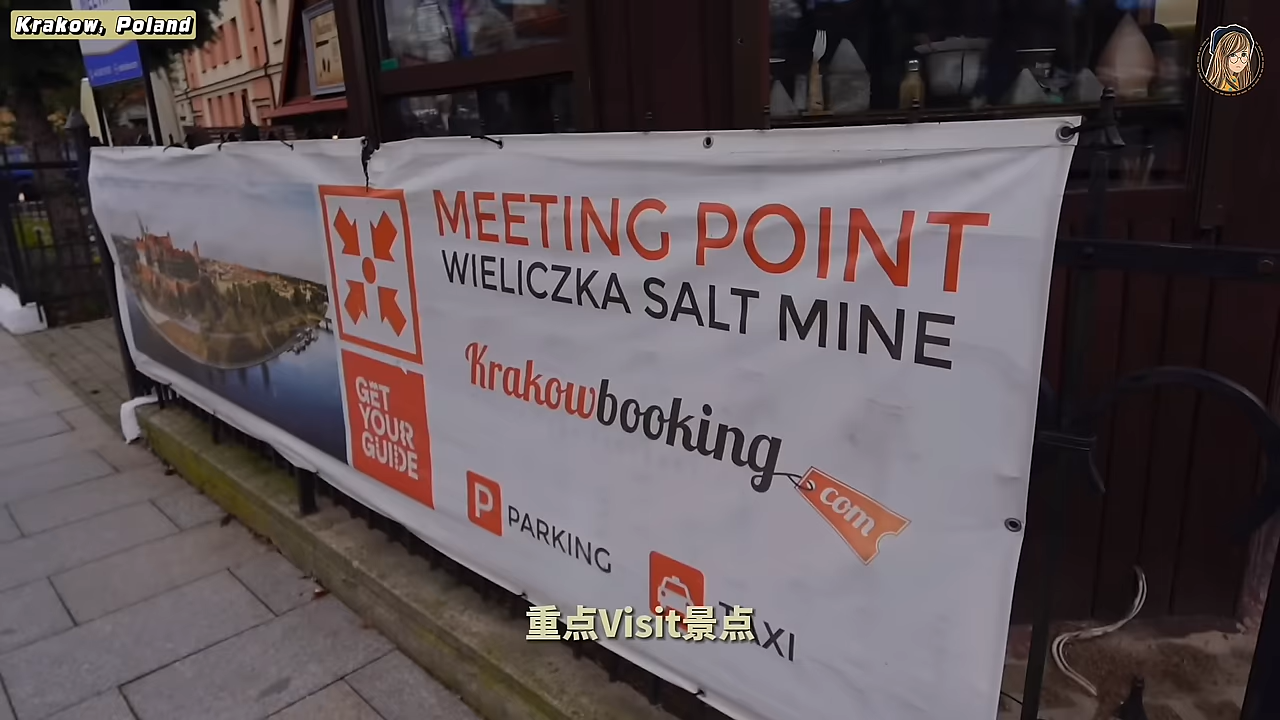 Krakow, Poland
MEETING POINT
WIELICZKA SALT MINE
GET
YOUR
GUIDE
Krakowbooking
com
P PARKING
TAXI
重点Visit景点